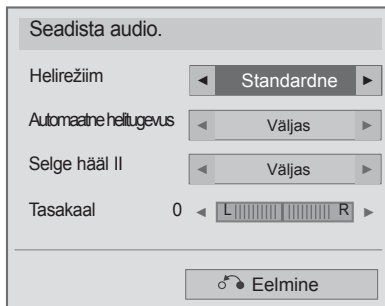 Seadista audio.
Helirežiim ◄ Standardne ►
Automaatne helitugevus ◄ Väljas ►
Selge hääl II ◄ Väljas ►
Tasakaal 0 ◄ L R ►
Eelmine